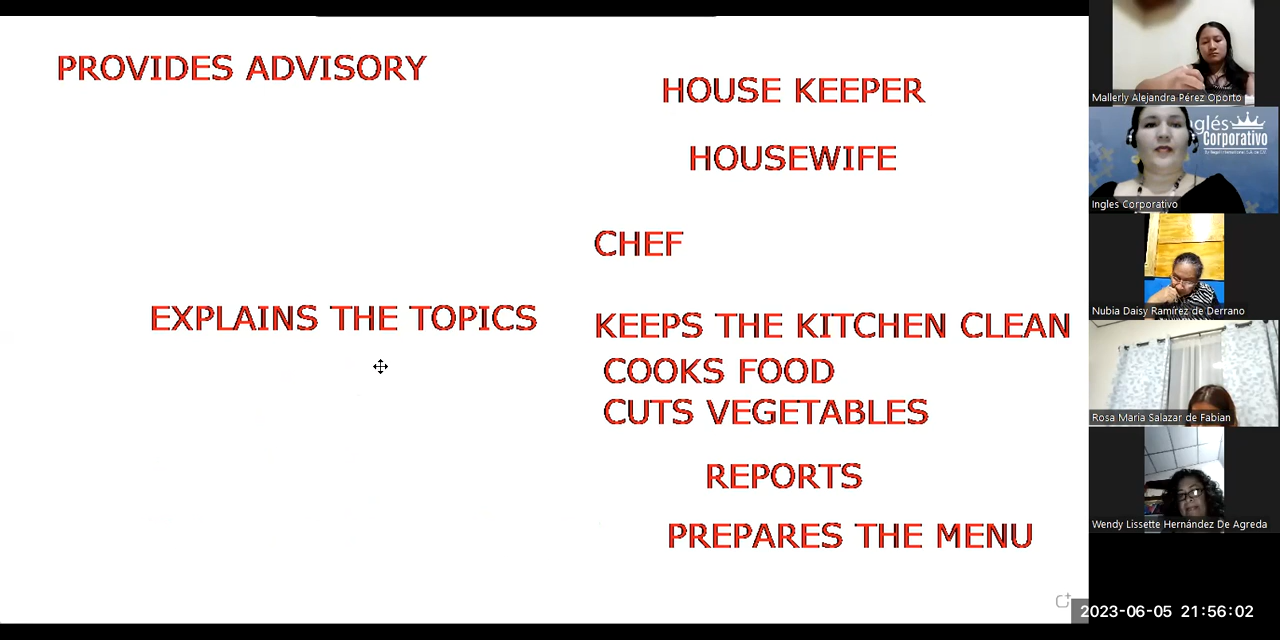 PROVIDES ADVISORY
HOUSE KEEPER
HOUSEWIFE
CHEF
EXPLAINS THE TOPICS
KEEPS THE KITCHEN CLEAN
COOKS FOOD
CUTS VEGETABLES
REPORTS
PREPARES THE MENU
Mallerly Alejandra Pérez Oporto
nglés
Corporativo
Ingles Corporativo
Nubia Daisy Ramírez de Derrano
Rosa María Salazar de Fabian
Wendy Lissette Hernández De Agreda
2023-06-05 21:56:02